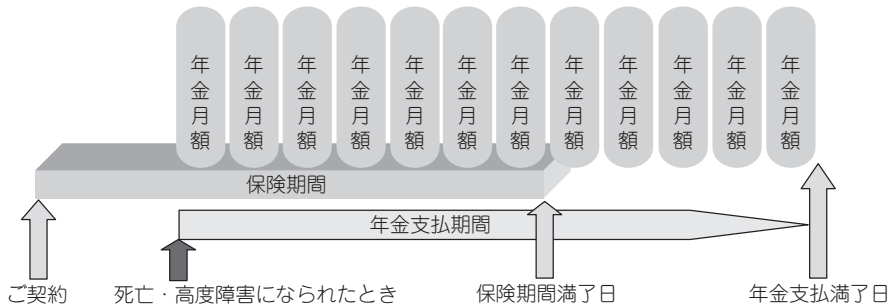 年金月額 年金月額 年金月額 年金月額 年金月額 年金月額 年金月額 年金月額 年金月額 年金月額 年金月額 年金月額
保険期間
年金支払期間
ご契約 死亡・高度障害になられたとき 保険期間満了日 年金支払満了日